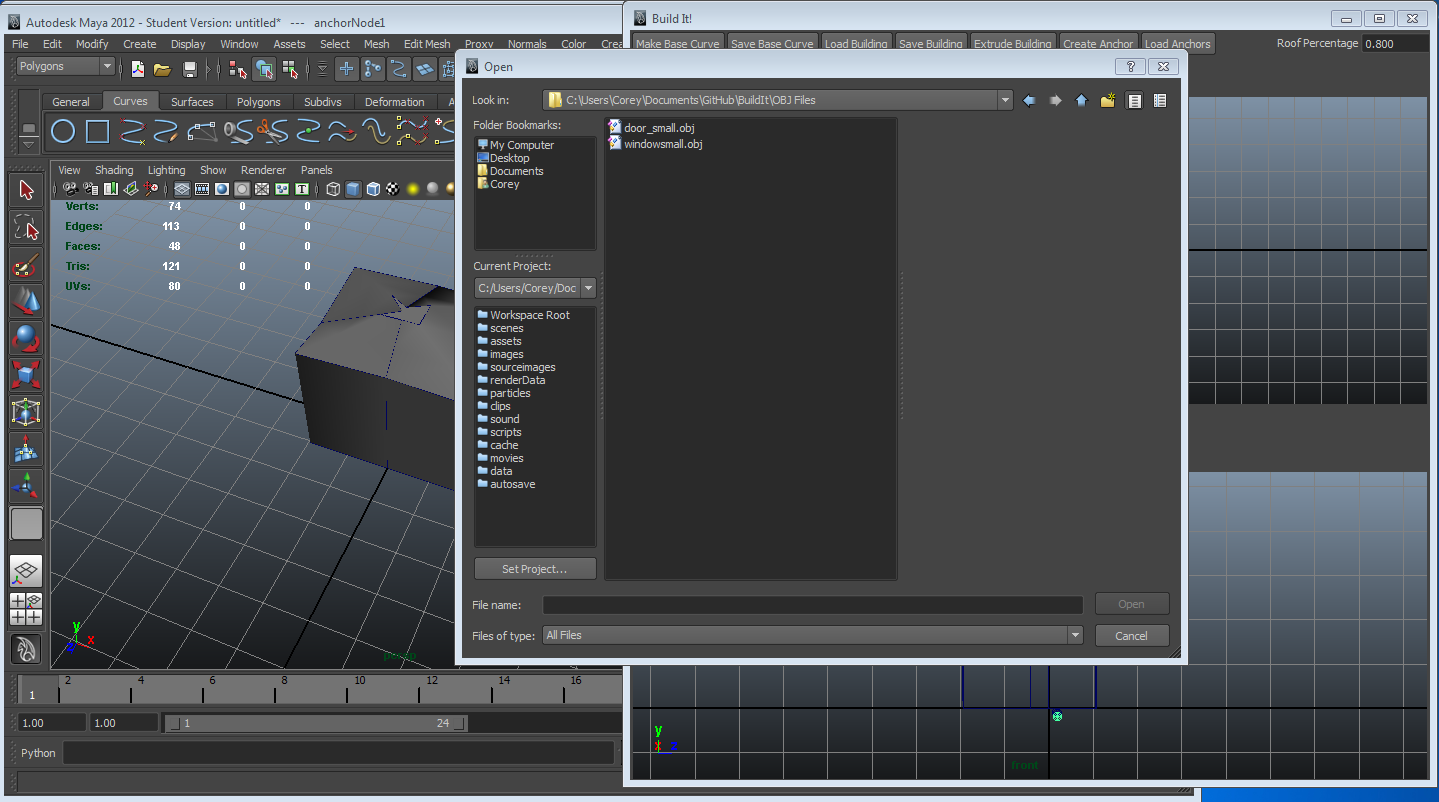 Autodesk Maya 2012 - Student Version: untitled* --- anchorNode1
File Edit Modify Create Display Window Assets Select Mesh Edit Mesh Proxy Normals Color
Polygons
General Curves Surfaces Polygons Subdivs Deformation
View Shading Lighting Show Renderer Panels
Verts: 74 0 0
Edges: 113 0 0
Faces: 48 0 0
Tris: 121 0 0
UVs: 80 0 0
y
x
z
persp
1 2 4 6 8 10 12 14 16
1.00 1.00 1 24
Python
Build It!
Make Base Curve Save Base Curve Load Building Save Building Extrude Building Create Anchor Load Anchors Roof Percentage 0.800
Open
?
Look in: C:\Users\Corey\Documents\GitHub\BuildIt\OBJ Files
Folder Bookmarks:
My Computer
Desktop
Documents
Corey
door_small.obj
windowsmall.obj
Current Project:
C:/Users/Corey/Doc
Workspace Root
scenes
assets
images
sourceimages
renderData
particles
clips
sound
scripts
cache
movies
data
autosave
Set Project...
File name: Open
Files of type: All Files Cancel
y
x z
front